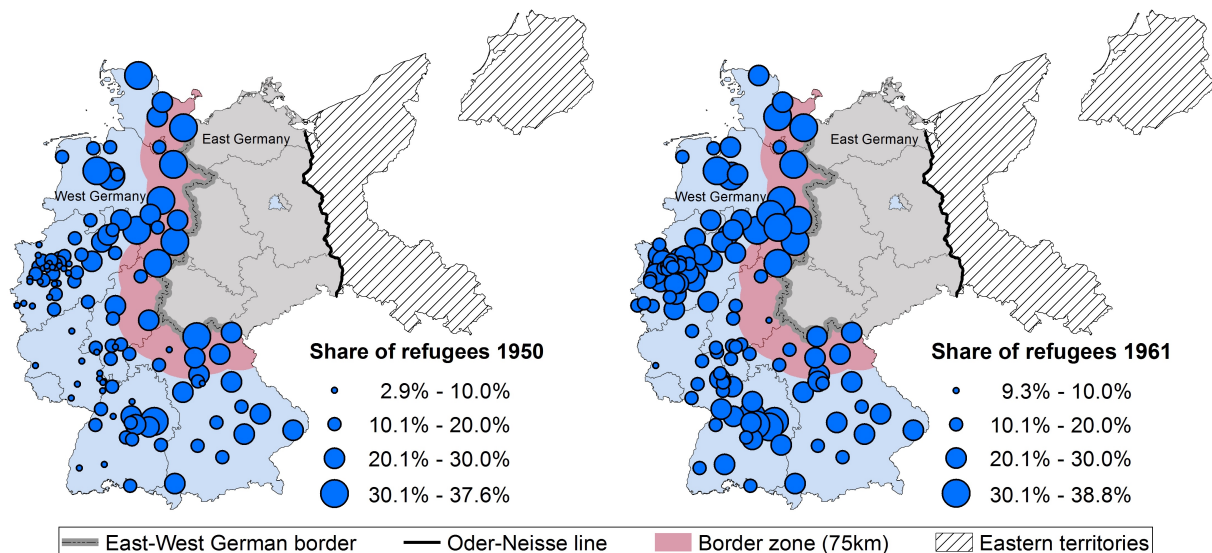 East Germany
West Germany
Share of refugees 1950
2.9% - 10.0%
10.1% - 20.0%
20.1% - 30.0%
30.1% - 37.6%
East Germany
West Germany
Share of refugees 1961
9.3% - 10.0%
10.1% - 20.0%
20.1% - 30.0%
30.1% - 38.8%
East-West German border
Oder-Neisse line
Border zone (75km)
Eastern territories